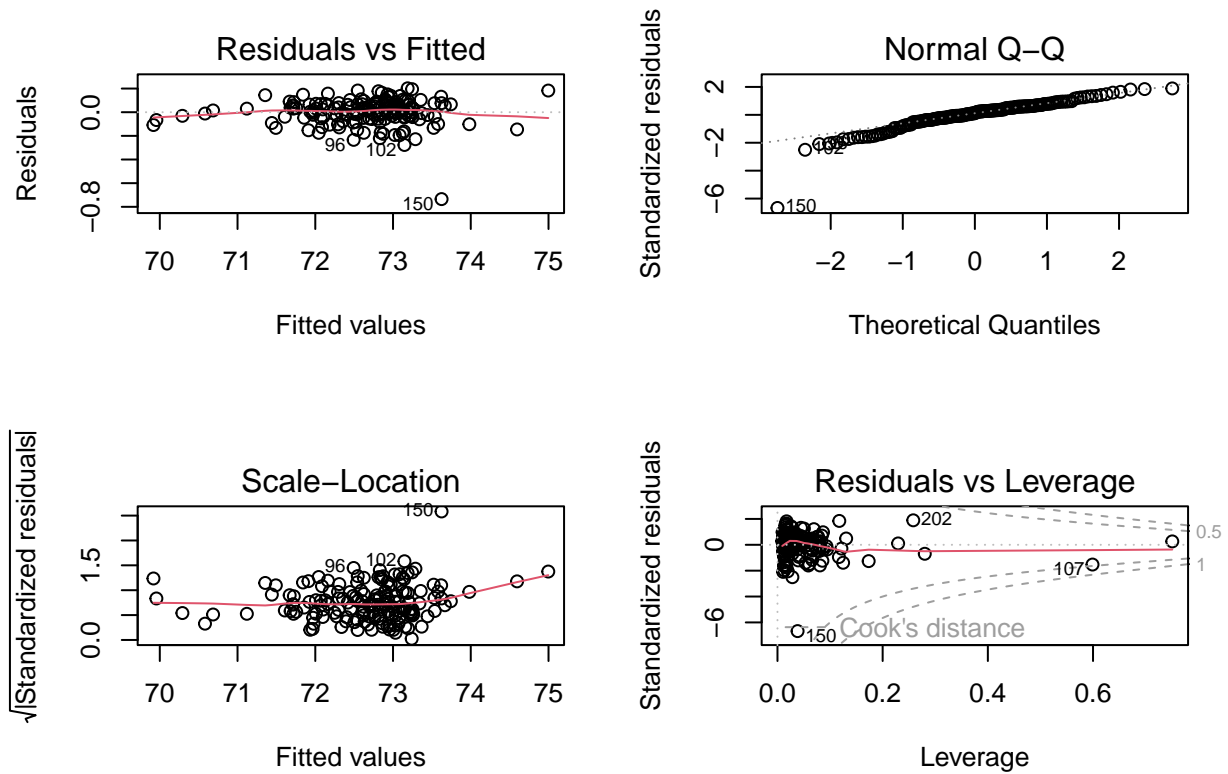 Residuals vs Fitted
Residuals
0.0
−0.8
96
102
150
70 71 72 73 74 75
Fitted values
Normal Q−Q
Standardized residuals
2
−2
−6
102
150
−2 −1 0 1 2
Theoretical Quantiles
Scale−Location
√|Standardized residuals|
1.5
0.0
150
96
102
70 71 72 73 74 75
Fitted values
Residuals vs Leverage
Standardized residuals
0
−6
202
107
150
Cook's distance
0.5
1
0.0 0.2 0.4 0.6
Leverage